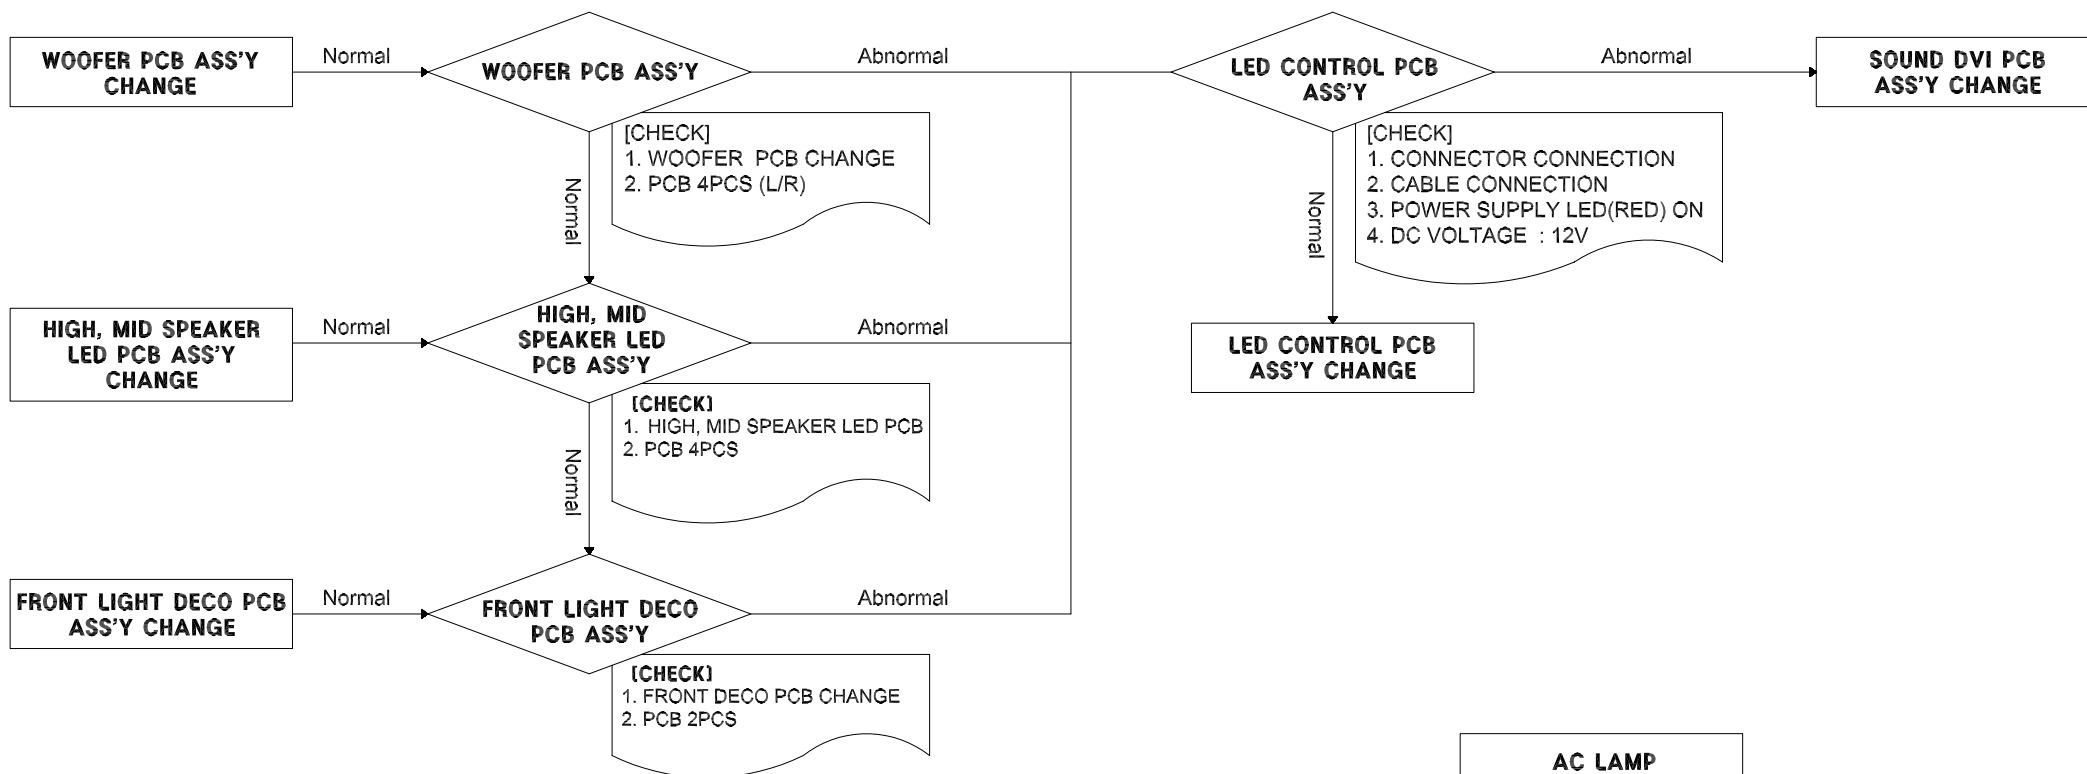 WOOFER PCB ASS'Y
CHANGE
Normal
WOOFER PCB ASS'Y
Abnormal
LED CONTROL PCB
ASS'Y
Abnormal
SOUND DVI PCB
ASS'Y CHANGE
[CHECK]
1. WOOFER PCB CHANGE
2. PCB 4PCS (L/R)
Normal
[CHECK]
1. CONNECTOR CONNECTION
2. CABLE CONNECTION
3. POWER SUPPLY LED(RED) ON
4. DC VOLTAGE : 12V
Normal
HIGH, MID SPEAKER
LED PCB ASS'Y
CHANGE
Normal
HIGH, MID
SPEAKER LED
PCB ASS'Y
Abnormal
LED CONTROL PCB
ASS'Y CHANGE
[CHECK]
1. HIGH, MID SPEAKER LED PCB
2. PCB 4PCS
Normal
FRONT LIGHT DECO PCB
ASS'Y CHANGE
Normal
FRONT LIGHT DECO
PCB ASS'Y
Abnormal
[CHECK]
1. FRONT DECO PCB CHANGE
2. PCB 2PCS
AC LAMP